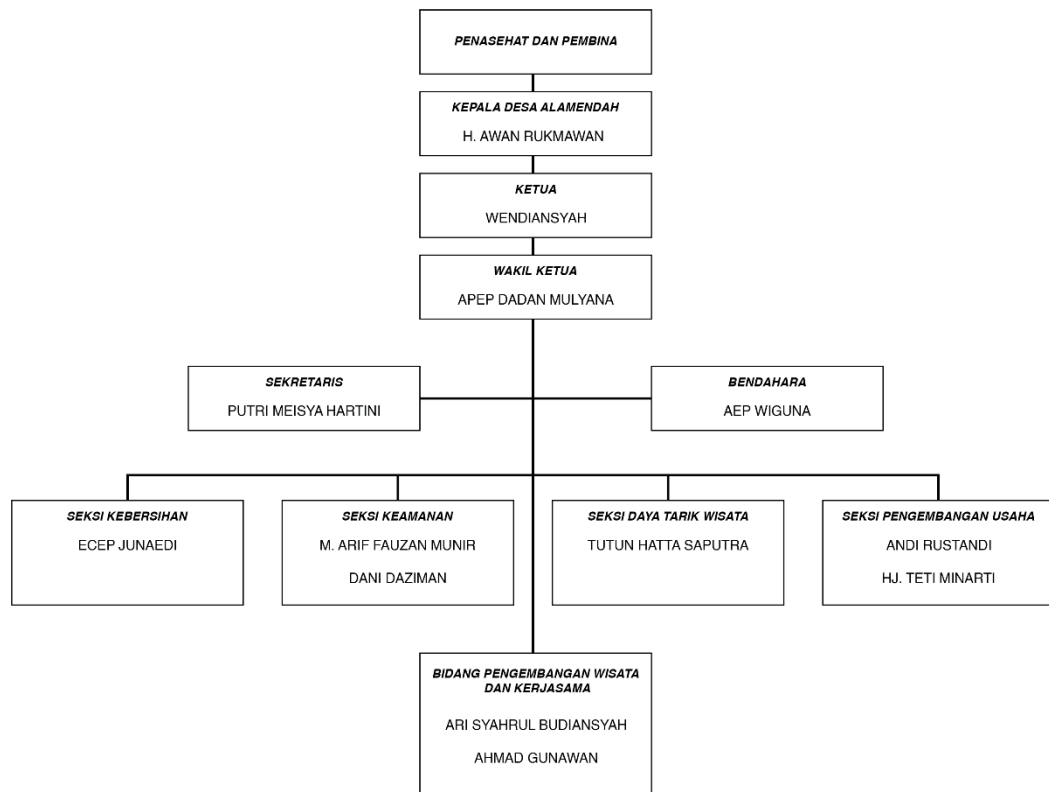 PENASEHAT DAN PEMBINA
KEPALA DESA ALAMENDAH
H. AWAN RUKMAWAN
KETUA
WENDIANSYAH
WAKIL KETUA
APEP DADAN MULYANA
SEKRETARIS
PUTRI MEISYA HARTINI
BENDAHARA
AEP WIGUNA
SEKSI KEBERSIHAN
ECEP JUNAEDI
SEKSI KEAMANAN
M. ARIF FAUZAN MUNIR
DANI DAZIMAN
SEKSI DAYA TARIK WISATA
TUTUN HATTA SAPUTRA
SEKSI PENGEMBANGAN USAHA
ANDI RUSTANDI
HJ. TETI MINARTI
BIDANG PENGEMBANGAN WISATA
DAN KERJASAMA
ARI SYAHRUL BUDIANSYAH
AHMAD GUNAWAN